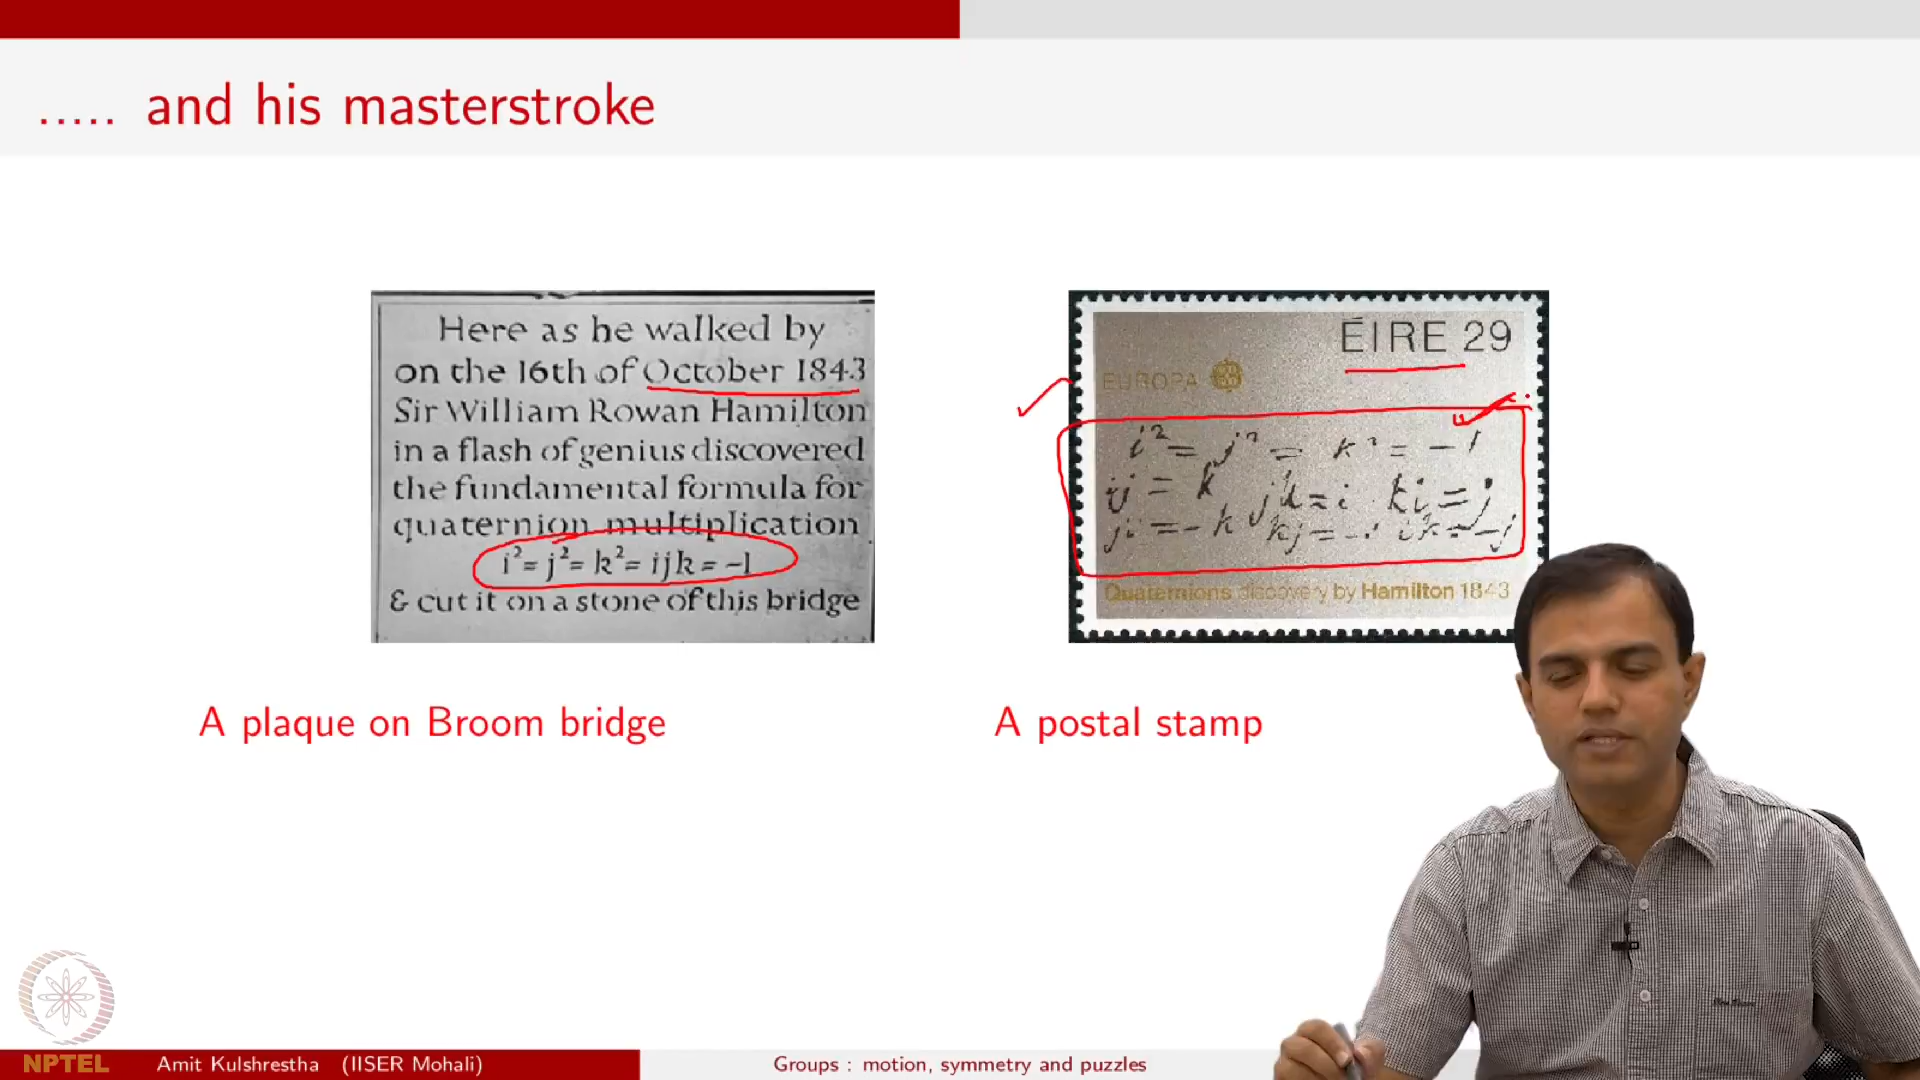 ..... and his masterstroke
Here as he walked by
on the 16th of October 1843
Sir William Rowan Hamilton
in a flash of genius discovered
the fundamental formula for
quaternion multiplication
i² = j² = k² = ijk = −1
& cut it on a stone of this bridge
A plaque on Broom bridge
ÉIRE 29
EUROPA
i² = j² = k² = −1
ij = k jk = i ki = j
ji = −k kj = −i ik = −j
Quaternions discovery by Hamilton 1843
A postal stamp
NPTEL
Amit Kulshrestha (IISER Mohali)
Groups : motion, symmetry and puzzles